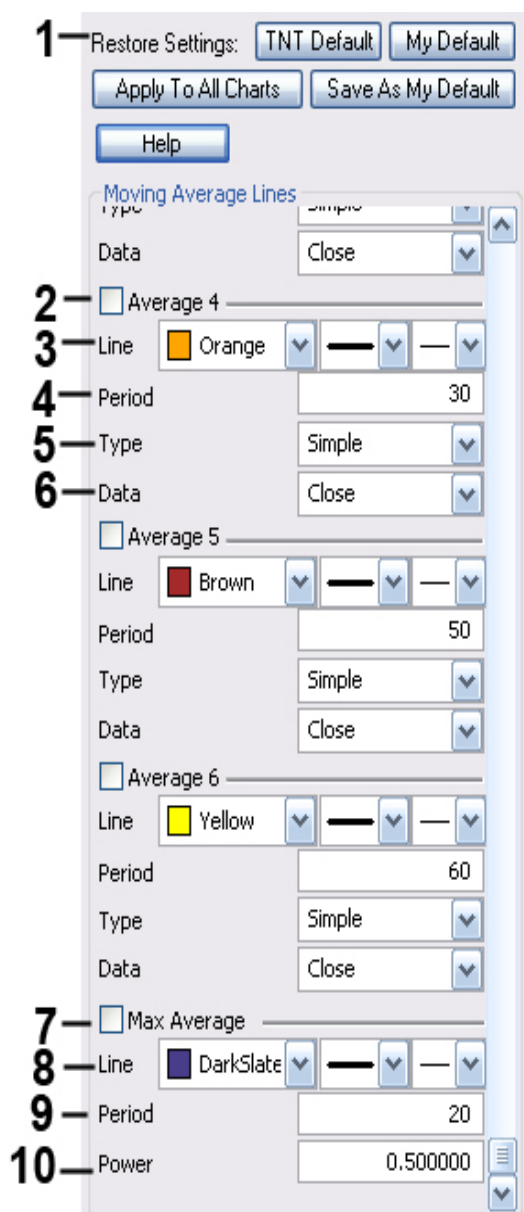 1 Restore Settings: TNT Default My Default
Apply To All Charts Save As My Default
Help
Moving Average Lines
Type Simple
Data Close
2 Average 4
3 Line Orange
4 Period 30
5 Type Simple
6 Data Close
Average 5
Line Brown
Period 50
Type Simple
Data Close
Average 6
Line Yellow
Period 60
Type Simple
Data Close
7 Max Average
8 Line DarkSlate
9 Period 20
10 Power 0.500000